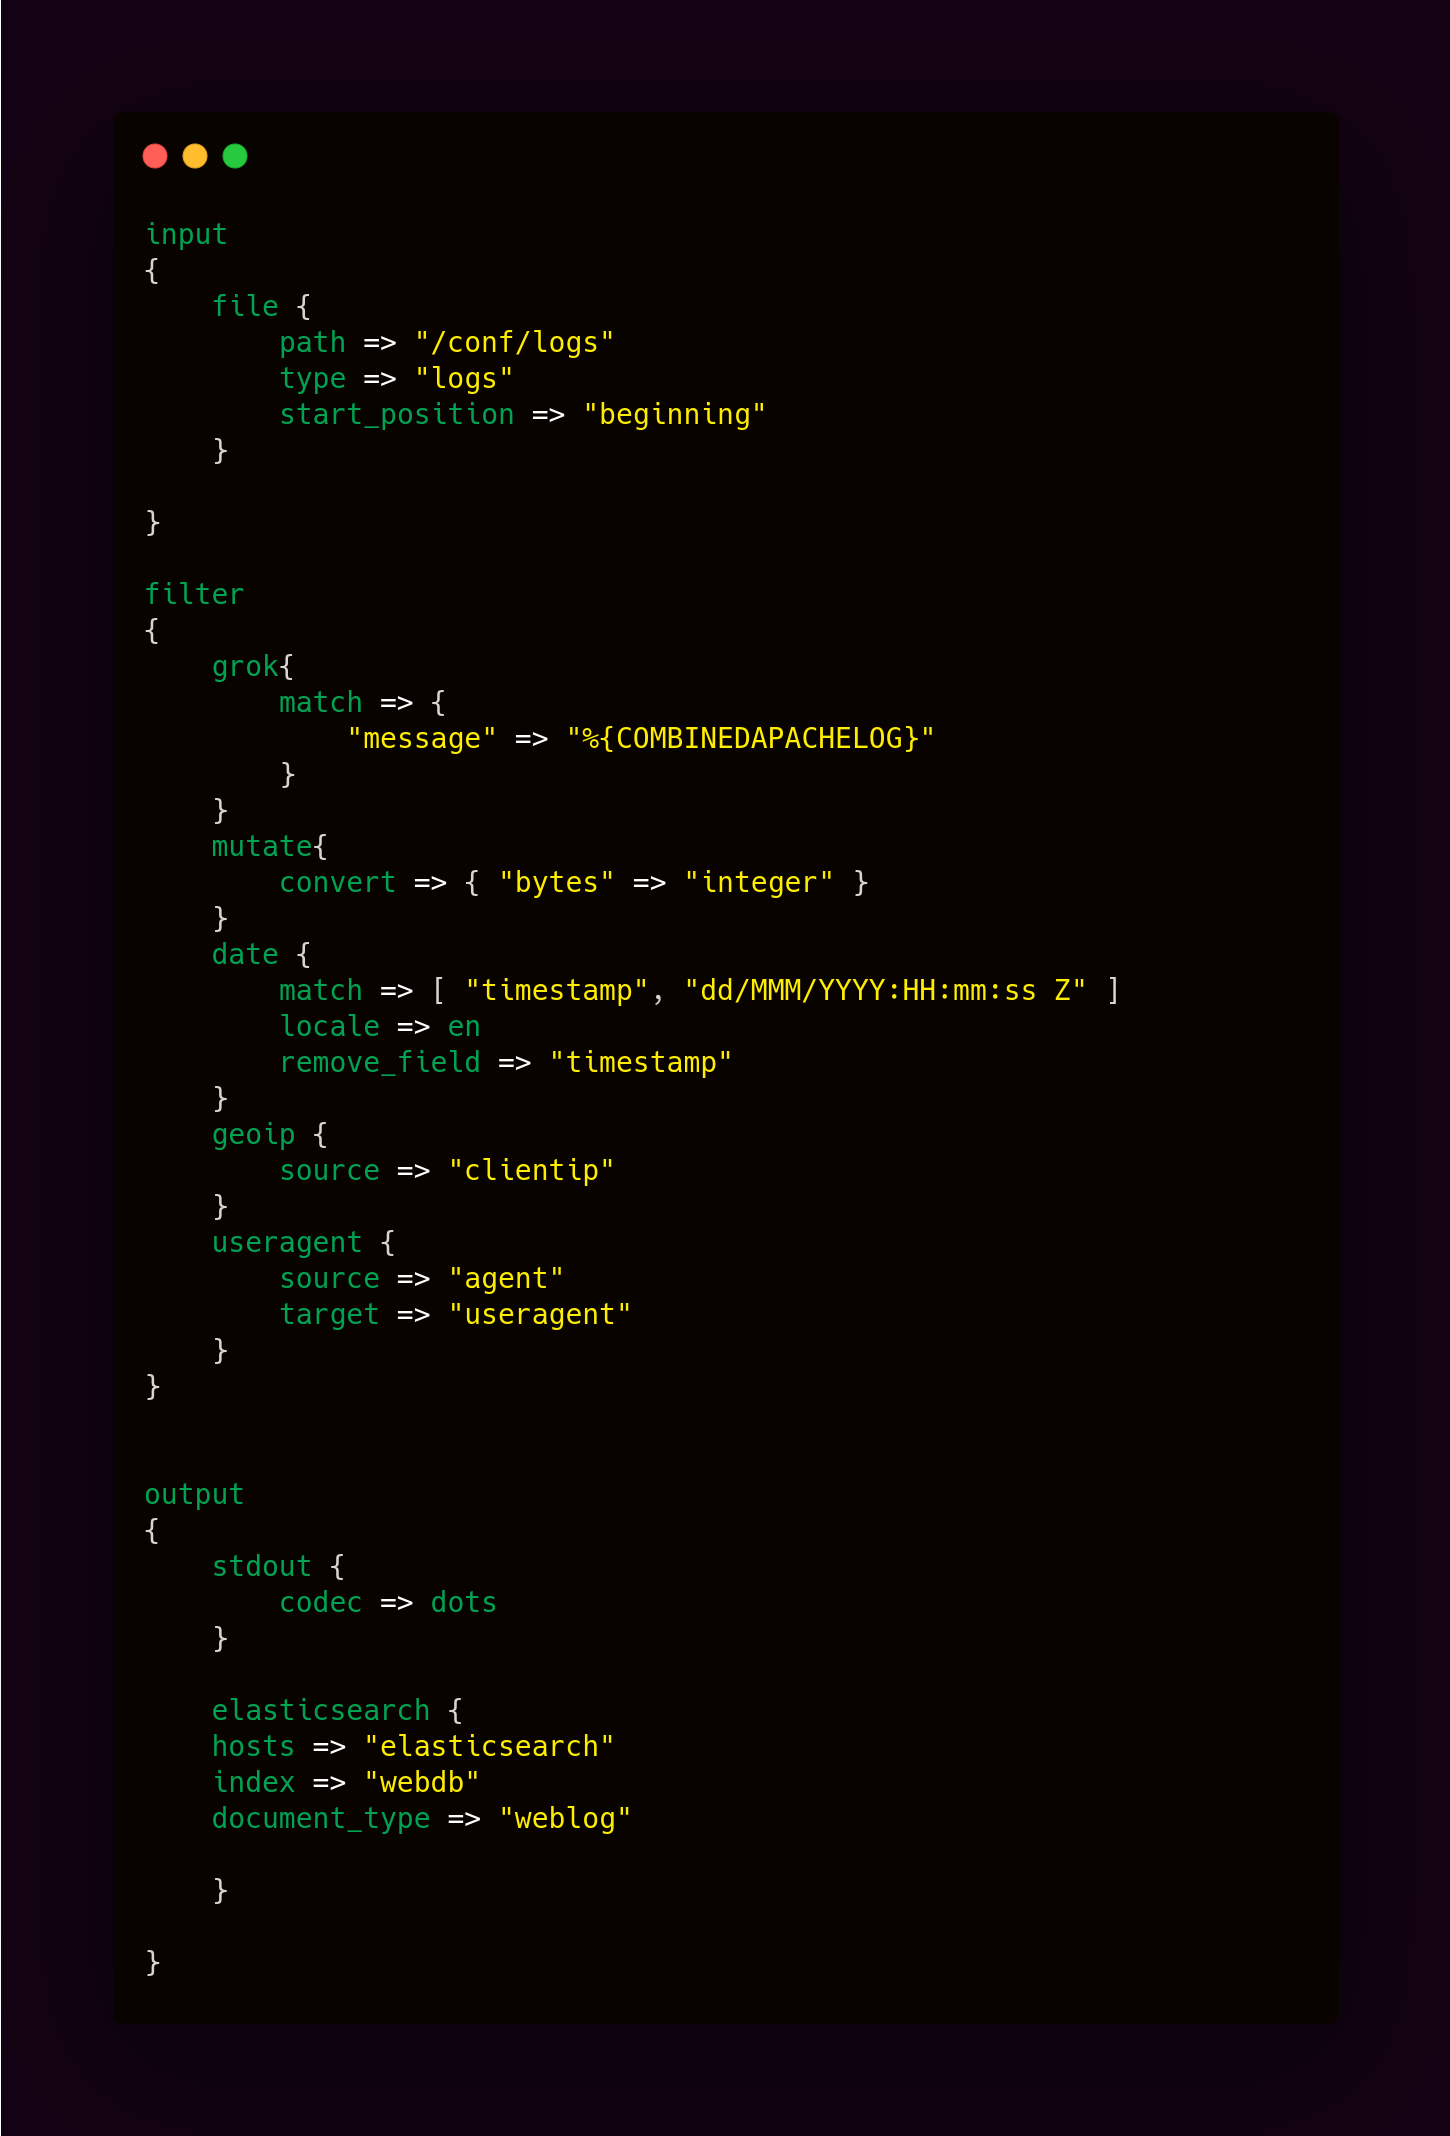 input
{
    file {
        path => "/conf/logs"
        type => "logs"
        start_position => "beginning"
    }

}

filter
{
    grok{
        match => {
            "message" => "%{COMBINEDAPACHELOG}"
        }
    }
    mutate{
        convert => { "bytes" => "integer" }
    }
    date {
        match => [ "timestamp", "dd/MMM/YYYY:HH:mm:ss Z" ]
        locale => en
        remove_field => "timestamp"
    }
    geoip {
        source => "clientip"
    }
    useragent {
        source => "agent"
        target => "useragent"
    }
}


output
{
    stdout {
        codec => dots
    }

    elasticsearch {
    hosts => "elasticsearch"
    index => "webdb"
    document_type => "weblog"

    }

}